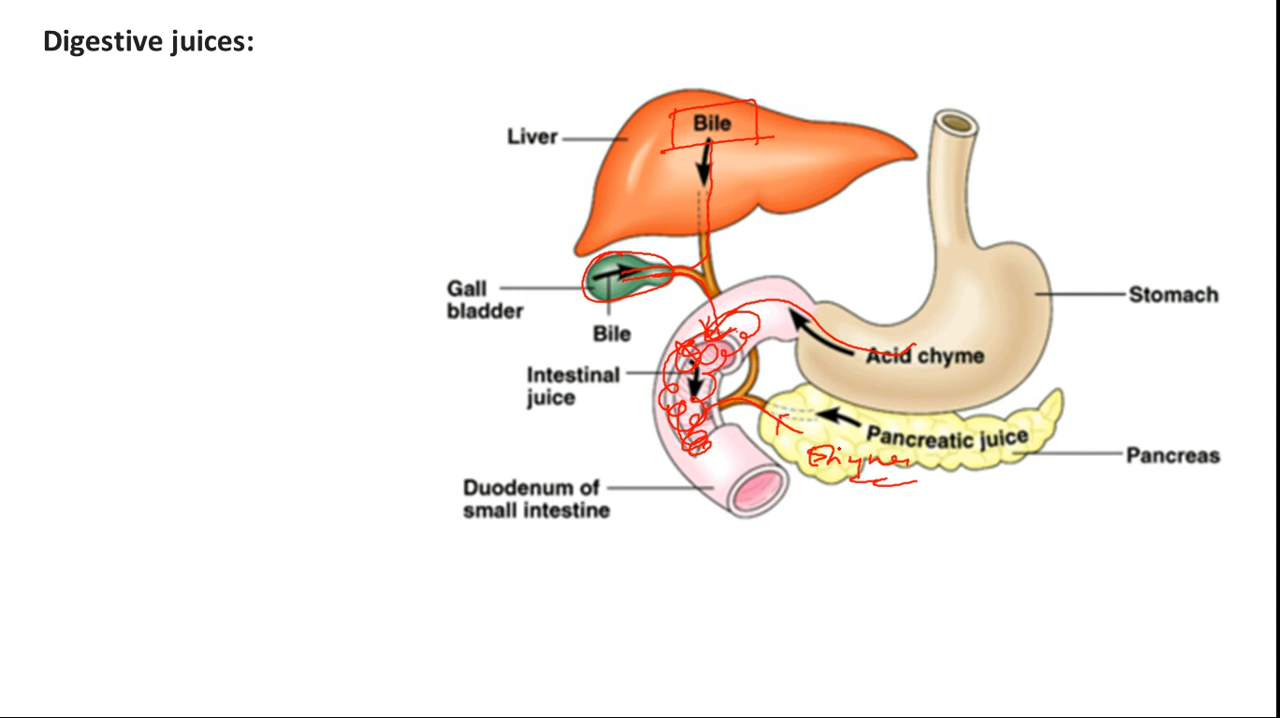 Digestive juices:
Bile
Liver
Gall
bladder
Stomach
Bile
Acid chyme
Intestinal
juice
Pancreatic juice
Pancreas
Duodenum of
small intestine